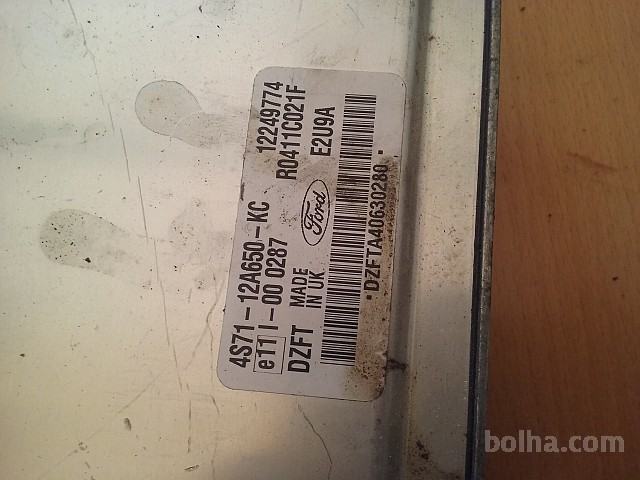 4S71-12A650-KC 12249774
e11 I-00 0287 R0411C021F
DZFT MADE IN UK Ford E2U9A
*DZFTA40630280*
bolha.com